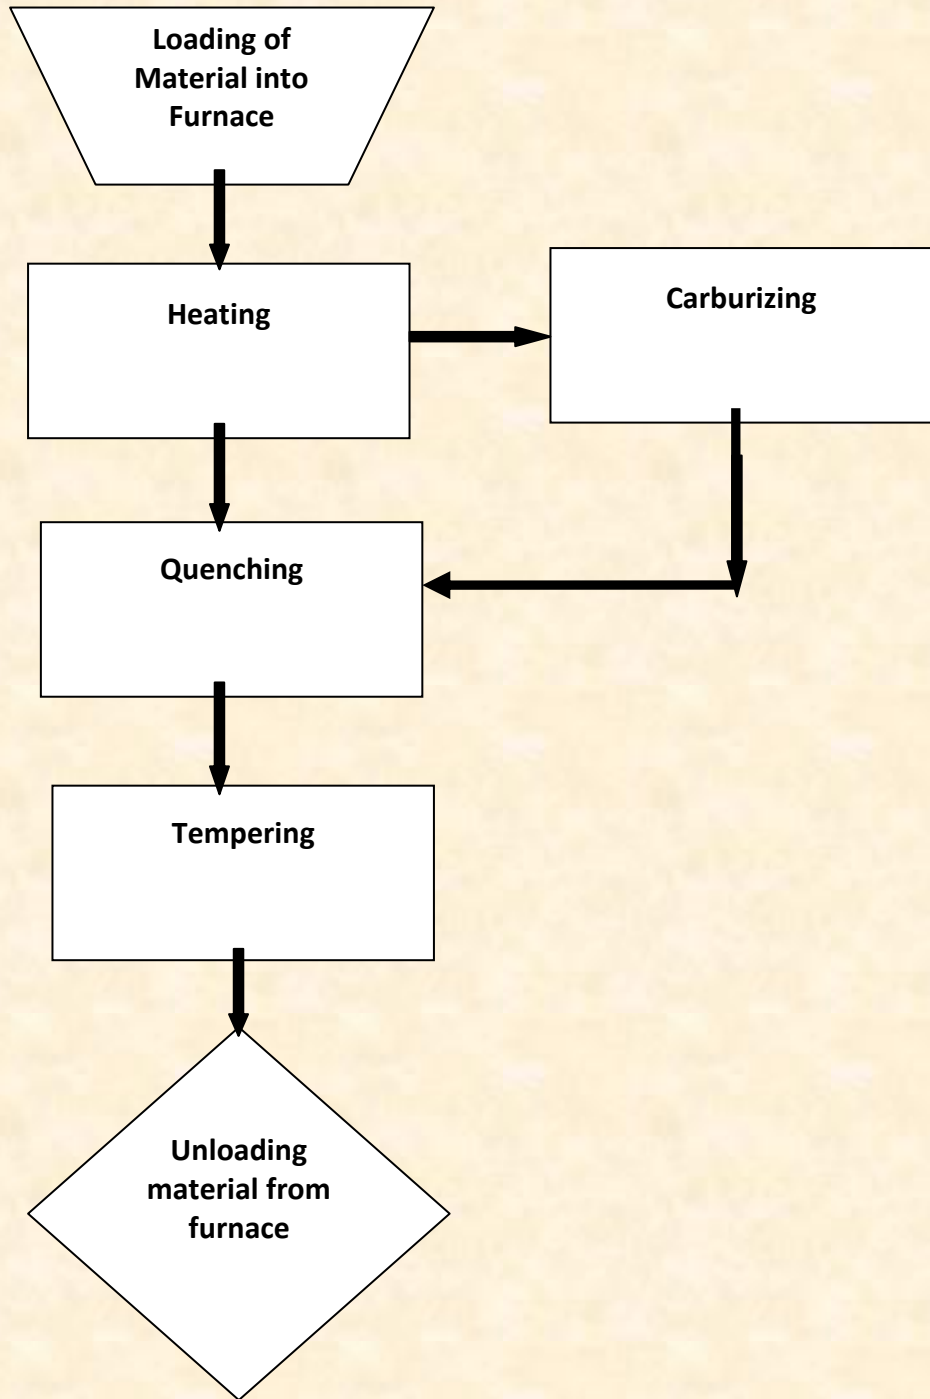 Loading of
Material into
Furnace
Heating
Carburizing
Quenching
Tempering
Unloading
material from
furnace